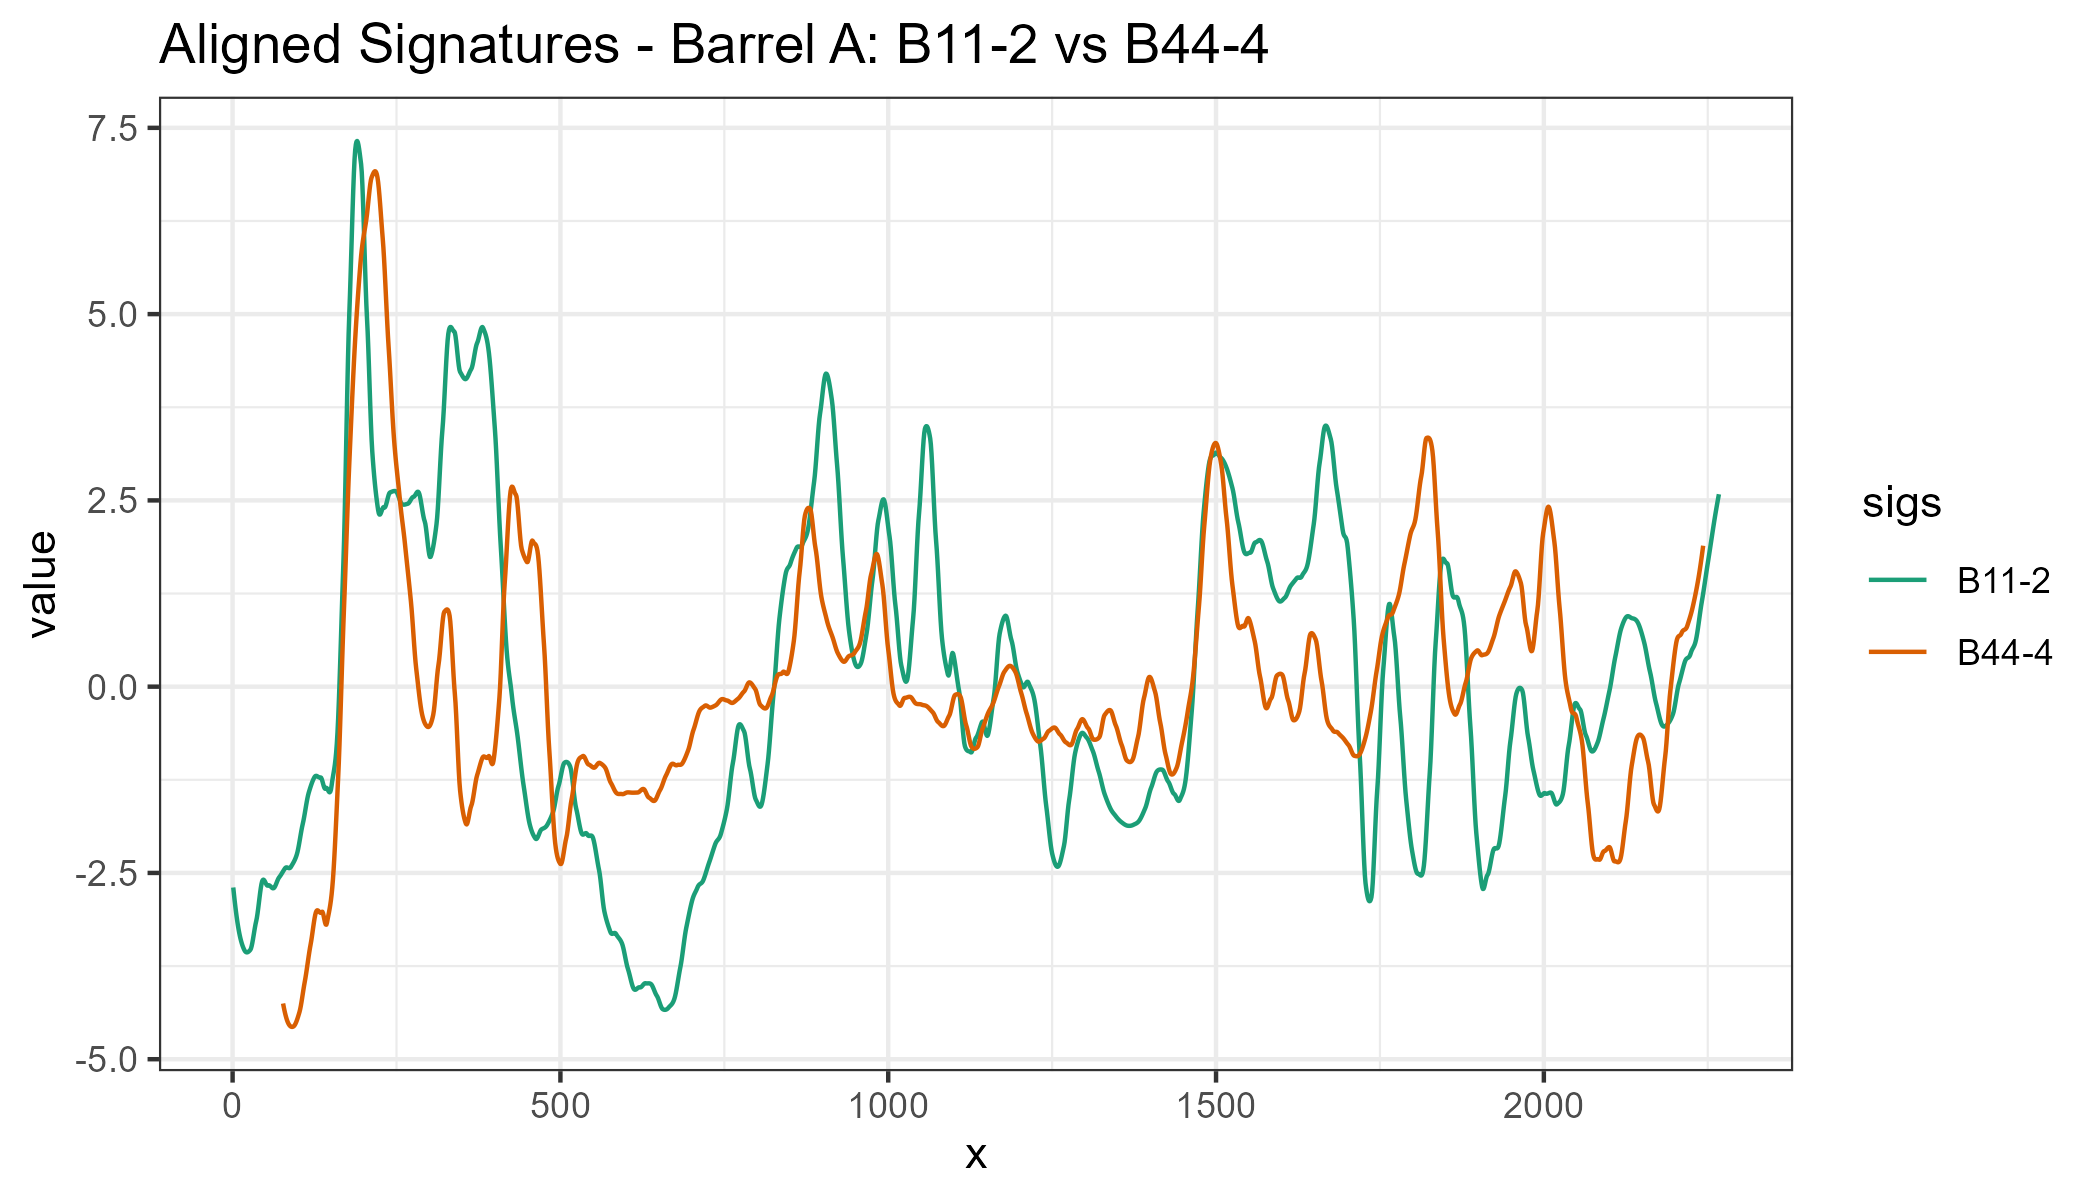 Aligned Signatures - Barrel A: B11-2 vs B44-4
7.5
5.0
2.5
0.0
-2.5
-5.0
value
0 500 1000 1500 2000
x
sigs
B11-2
B44-4